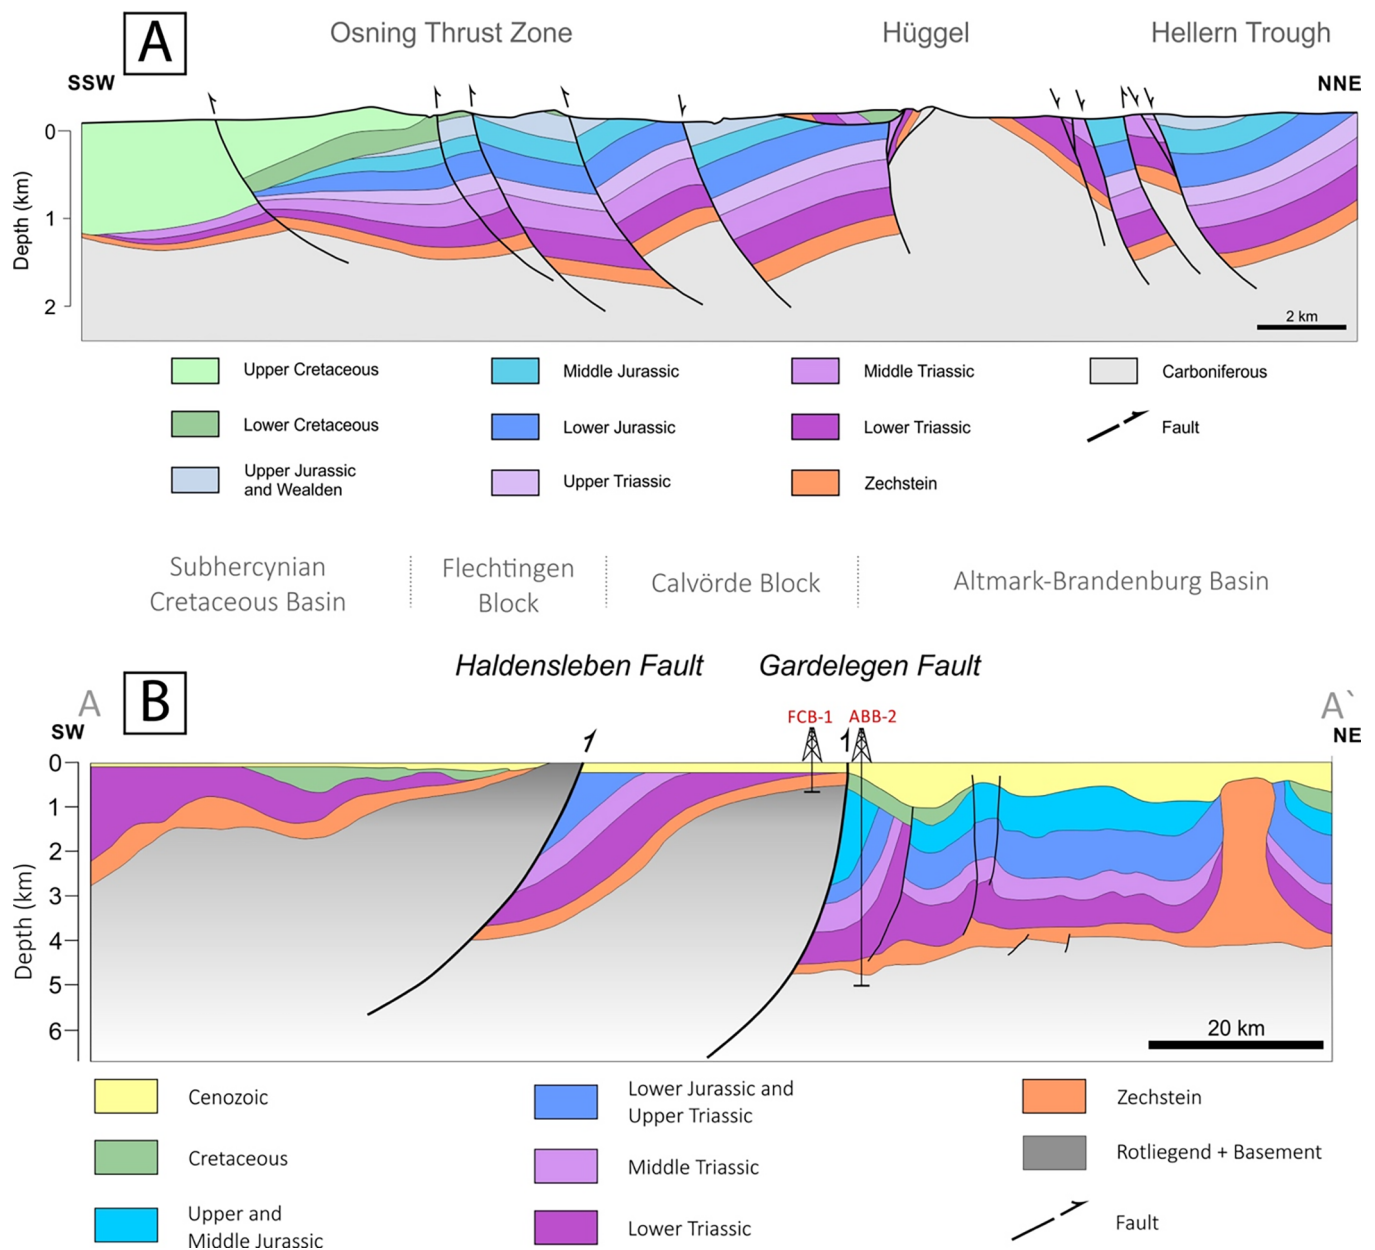 A
Osning Thrust Zone
Hüggel
Hellern Trough
SSW
NNE
Depth (km)
0
1
2
2 km
Upper Cretaceous
Middle Jurassic
Middle Triassic
Carboniferous
Lower Cretaceous
Lower Jurassic
Lower Triassic
Fault
Upper Jurassic
and Wealden
Upper Triassic
Zechstein
Subhercynian
Cretaceous Basin
Flechtingen
Block
Calvörde Block
Altmark-Brandenburg Basin
Haldensleben Fault
Gardelegen Fault
A
B
A`
SW
FCB-1
ABB-2
NE
Depth (km)
0
1
2
3
4
5
6
20 km
Cenozoic
Lower Jurassic and
Upper Triassic
Zechstein
Cretaceous
Middle Triassic
Rotliegend + Basement
Upper and
Middle Jurassic
Lower Triassic
Fault